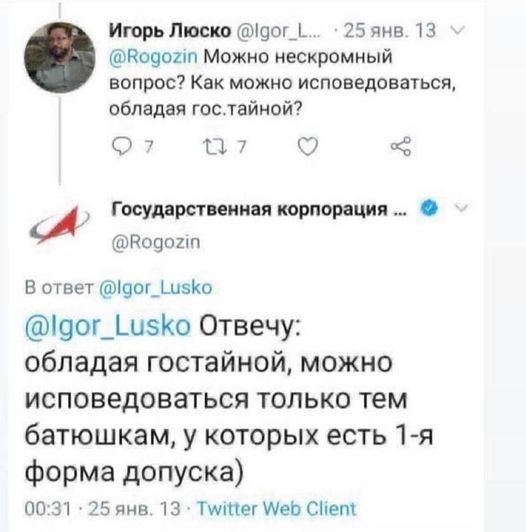 Игорь Люско @Igor_L... · 25 янв. 13
@Rogozin Можно нескромный
вопрос? Как можно исповедоваться,
обладая гос.тайной?
7 7
Государственная корпорация ...
@Rogozin
В ответ @Igor_Lusko
@Igor_Lusko Отвечу:
обладая гостайной, можно
исповедоваться только тем
батюшкам, у которых есть 1-я
форма допуска)
00:31 · 25 янв. 13 · Twitter Web Client